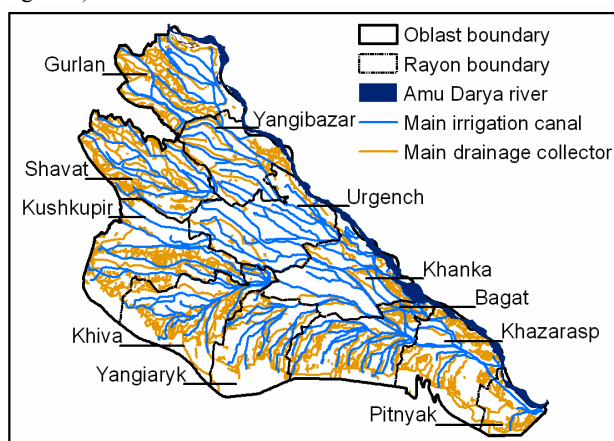 Oblast boundary
Rayon boundary
Amu Darya river
Main irrigation canal
Main drainage collector
Gurlan
Yangibazar
Shavat
Urgench
Kushkupir
Khanka
Bagat
Khazarasp
Khiva
Yangiaryk
Pitnyak